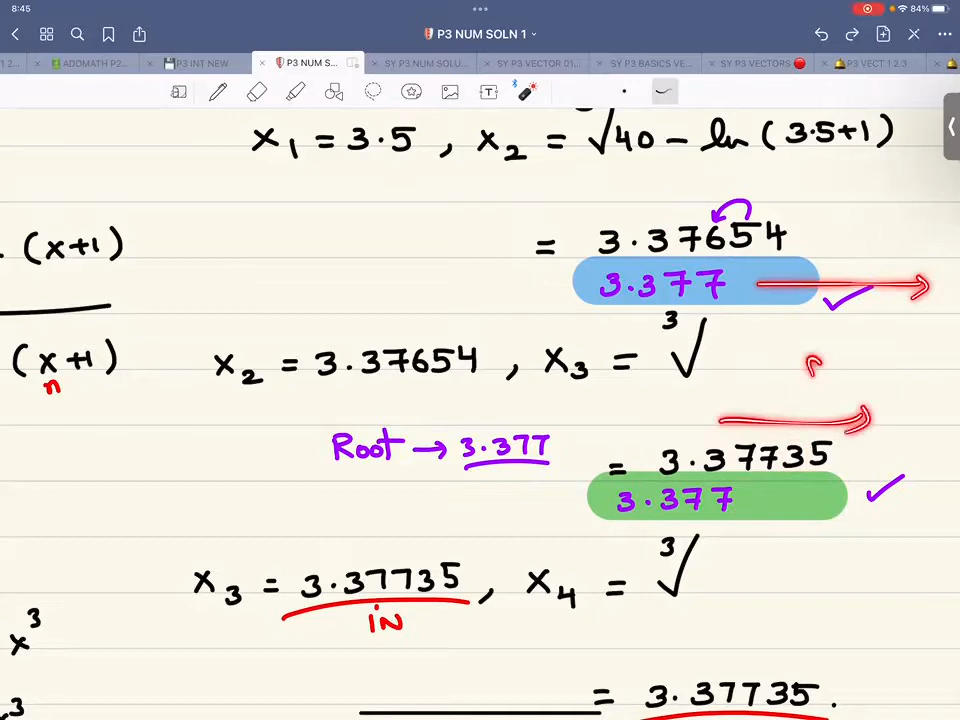 8:45
84%
P3 NUM SOLN 1
12...
ADOMATH P2...
P3 INT NEW
P3 NUM S...
SY P3 NUM SOLU...
SY P3 VECTOR 01...
SY P3 BASICS VE...
SY P3 VECTORS
P3 VECT 1 2 3
x₁ = 3.5 , x₂ = ∛40 − ln (3.5+1)
(x+1)
= 3.37654
3.377
(x+1)
n
x₂ = 3.37654 , x₃ = ∛
Root → 3.377
= 3.37735
3.377
x₃ = 3.37735 , x₄ = ∛
in
x³
3
= 3.37735.